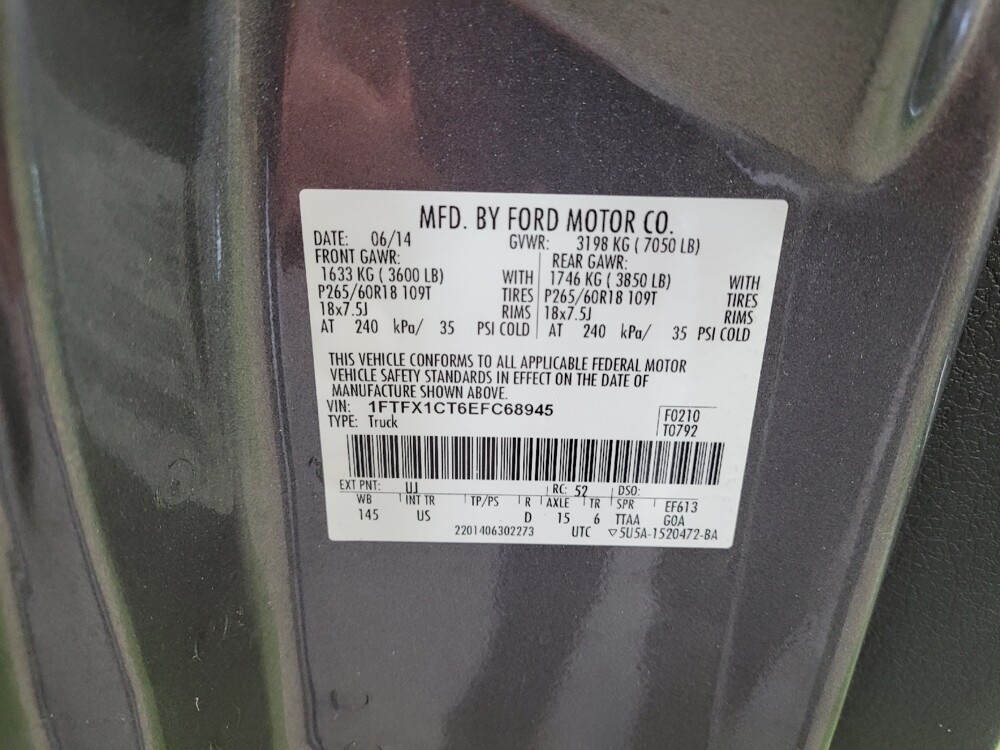 MFD. BY FORD MOTOR CO.
DATE: 06/14 GVWR: 3198 KG ( 7050 LB)
FRONT GAWR: REAR GAWR:
1633 KG ( 3600 LB) WITH 1746 KG ( 3850 LB) WITH
P265/60R18 109T TIRES P265/60R18 109T TIRES
18x7.5J RIMS 18x7.5J RIMS
AT 240 kPa/ 35 PSI COLD AT 240 kPa/ 35 PSI COLD
THIS VEHICLE CONFORMS TO ALL APPLICABLE FEDERAL MOTOR
VEHICLE SAFETY STANDARDS IN EFFECT ON THE DATE OF
MANUFACTURE SHOWN ABOVE.
VIN: 1FTFX1CT6EFC68945 F0210
TYPE: Truck T0792
EXT PNT: UJ RC: 52 DSO:
WB INT TR TP/PS R AXLE TR SPR EF613
145 US D 15 6 TTAA GOA
2201406302273 UTC ▽5U5A-1520472-BA